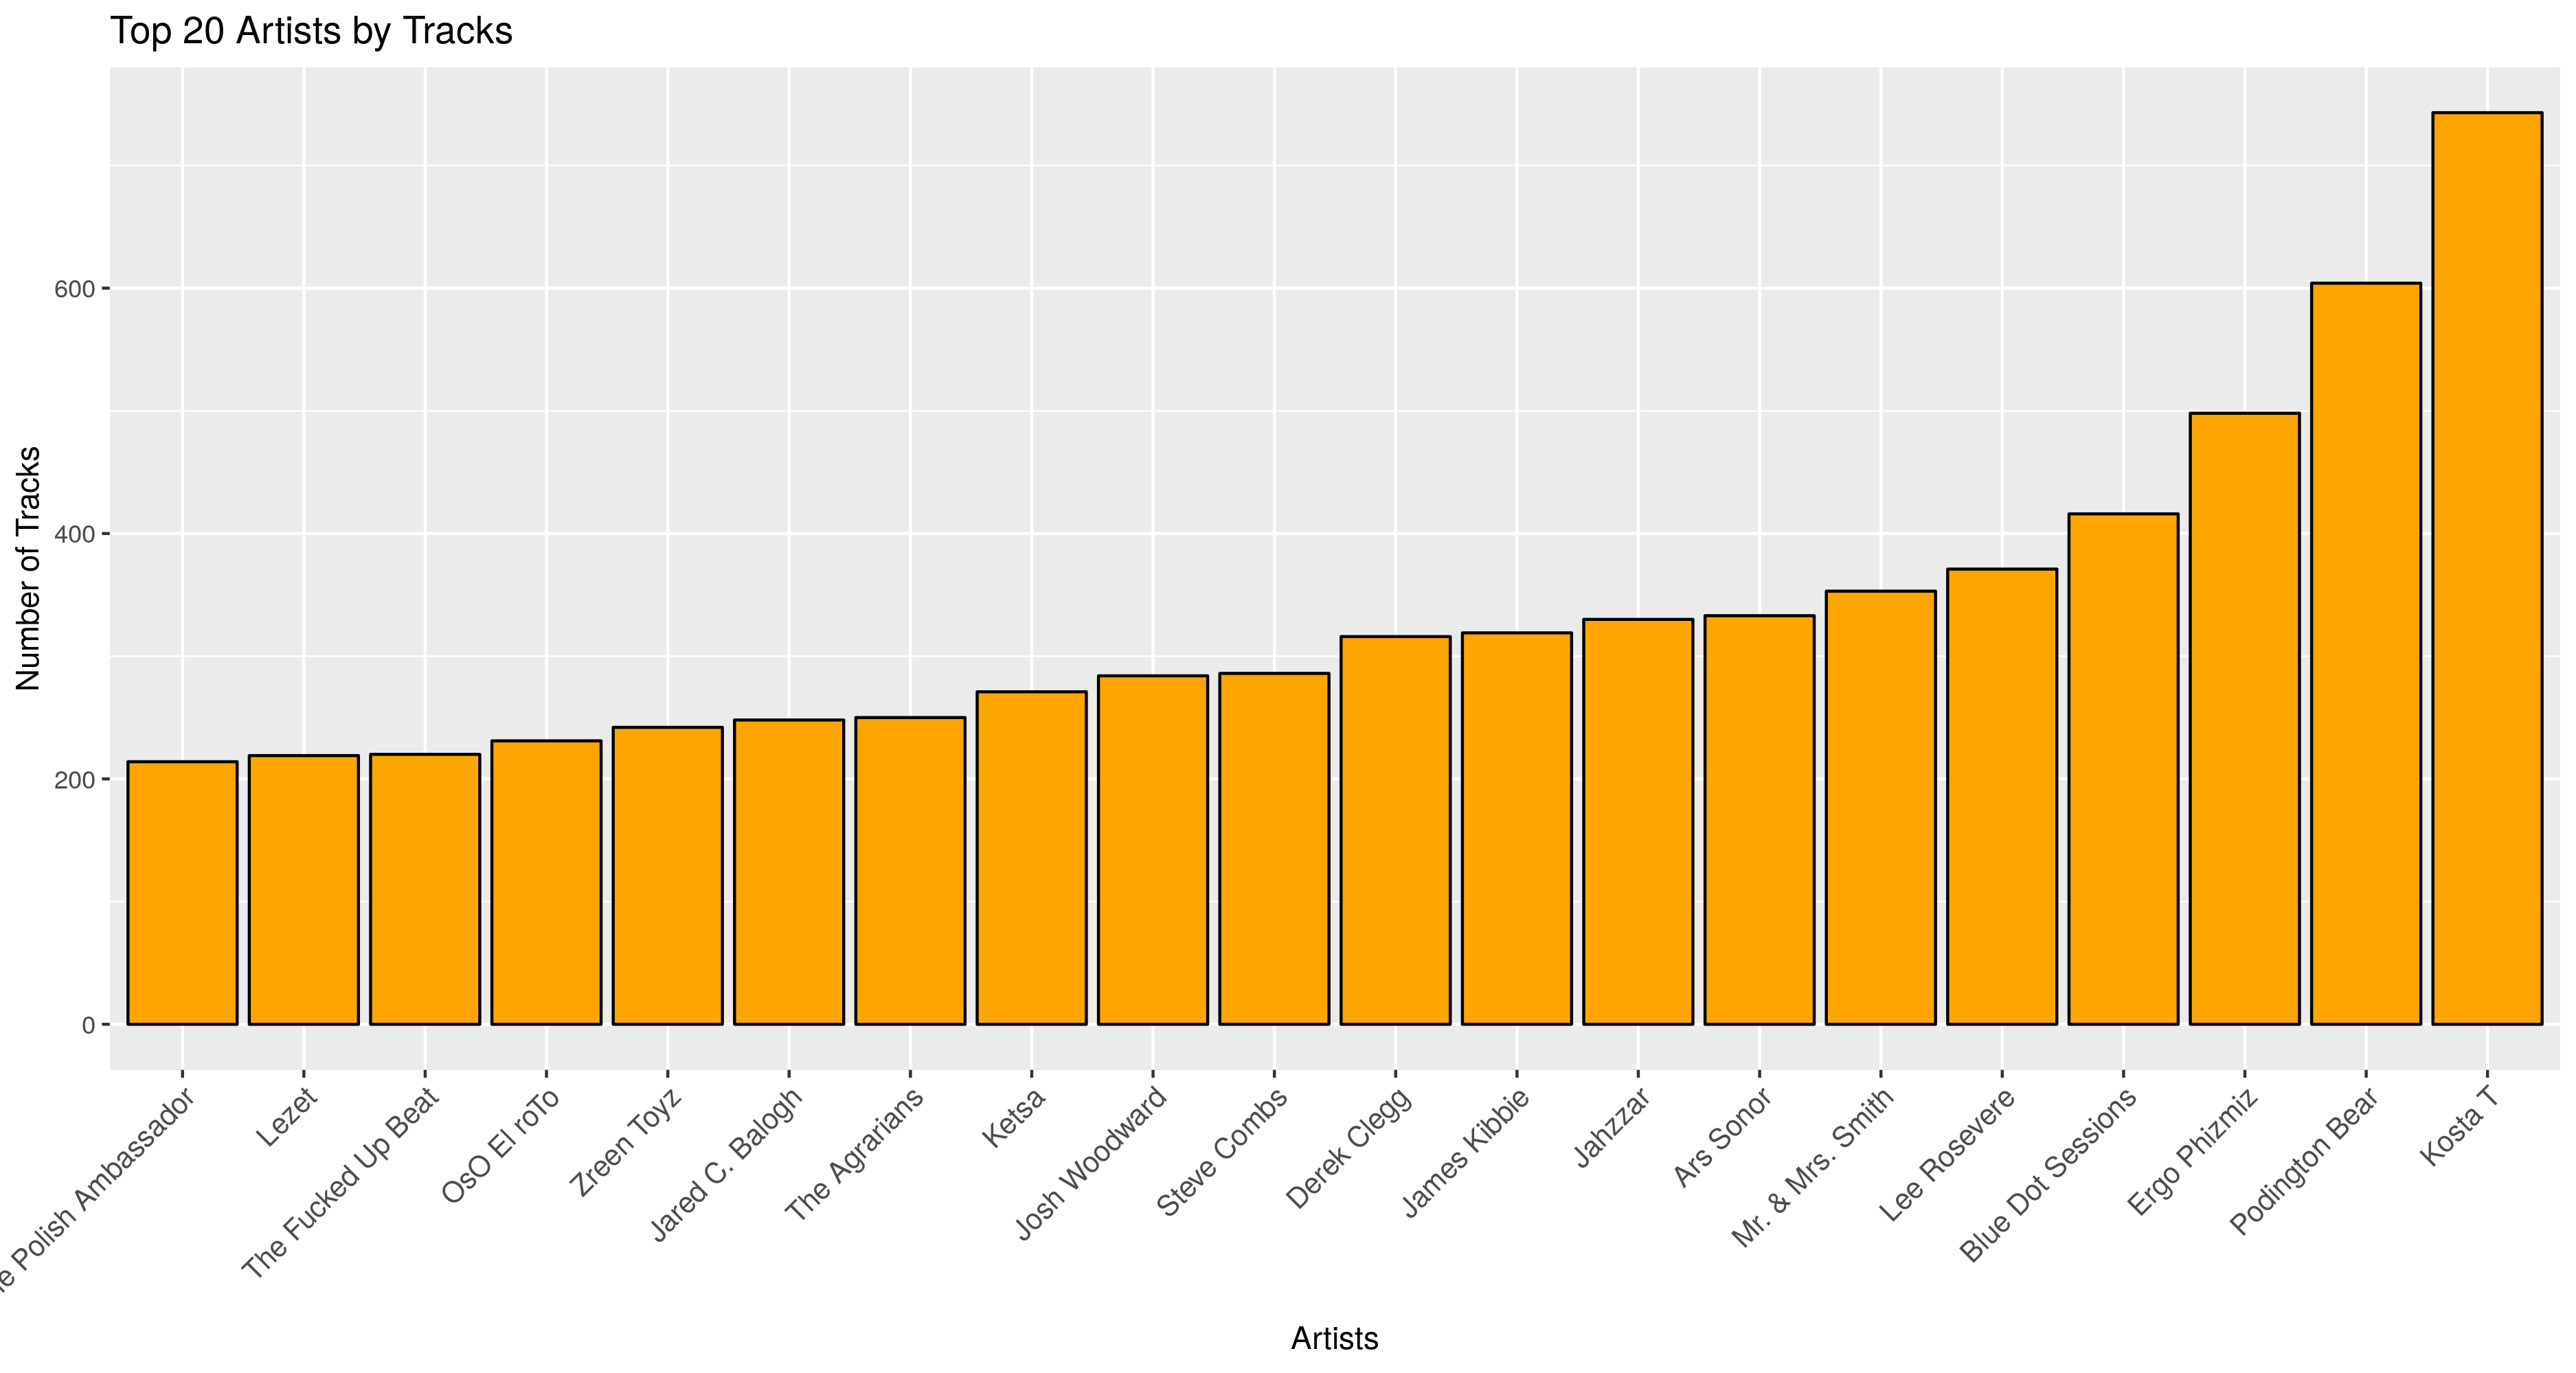 Top 20 Artists by Tracks
Number of Tracks
600
400
200
0
Polish Ambassador
Lezet
The Fucked Up Beat
OsO El roTo
Zreen Toyz
Jared C. Balogh
The Agrarians
Ketsa
Josh Woodward
Steve Combs
Derek Clegg
James Kibbie
Jahzzar
Ars Sonor
Mr. & Mrs. Smith
Lee Rosevere
Blue Dot Sessions
Ergo Phizmiz
Podington Bear
Kosta T
Artists